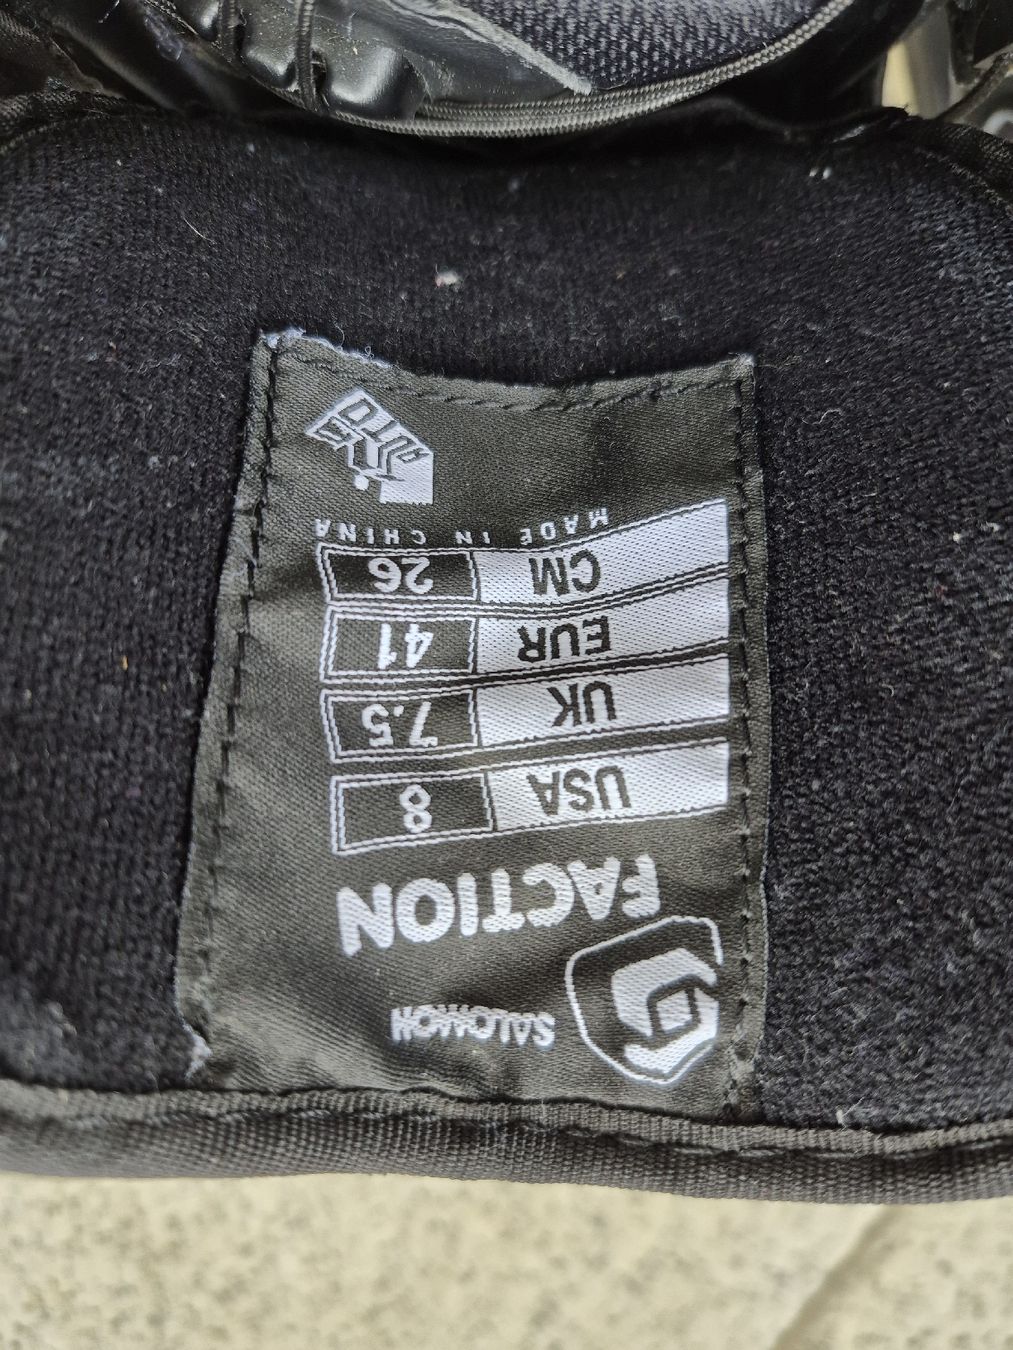 SALOMON
FACTION
USA 8
UK 7.5
EUR 41
CM 26
MADE IN CHINA